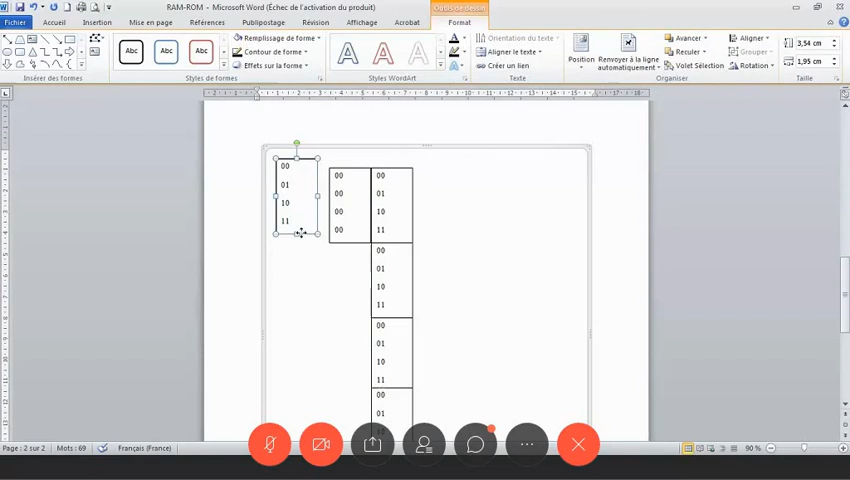 RAM-ROM - Microsoft Word (Échec de l'activation du produit)
Outils de dessin
Fichier Accueil Insertion Mise en page Références Publipostage Révision Affichage Acrobat Format
Abc Abc Abc
Remplissage de forme
Contour de forme
Effets sur la forme
A A A
A
A
A
Orientation du texte
Aligner le texte
Créer un lien
Position
Renvoyer à la ligne automatiquement
Avancer
Reculer
Volet Sélection
Aligner
Grouper
Rotation
3,54 cm
1,95 cm
Insérer des formes Styles de formes Styles WordArt Texte Organiser Taille
00
01
10
11
00 00
00 01
00 10
00 11
00
01
10
11
00
01
10
11
00
01
Page : 2 sur 2 Mots : 69 Français (France) 90 %